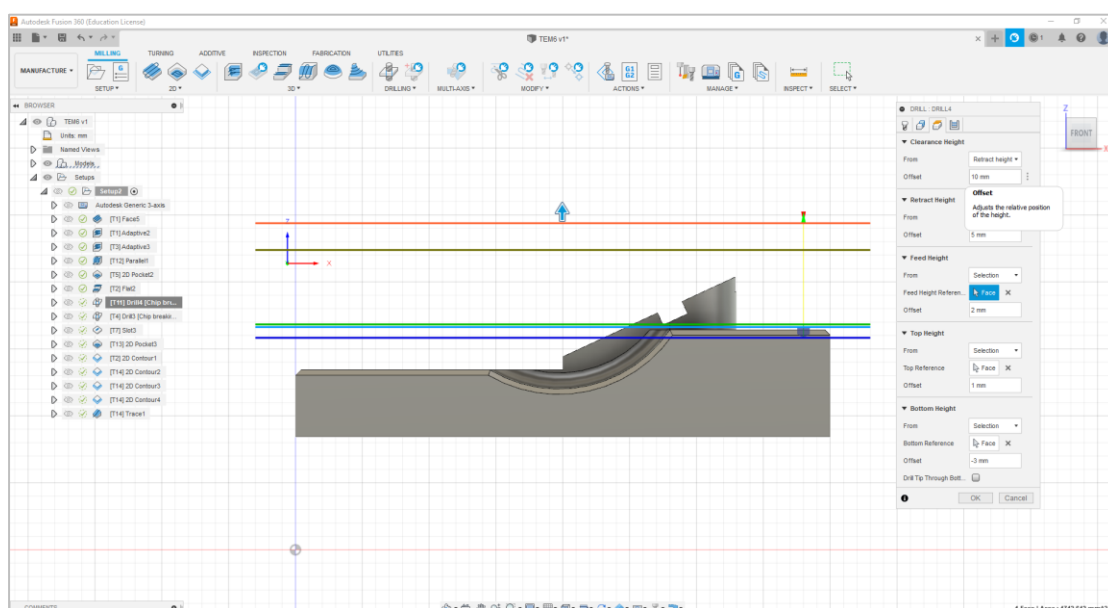 Autodesk Fusion 360 (Education License)
TEM6 v1*
1
MILLING TURNING ADDITIVE INSPECTION FABRICATION UTILITIES
MANUFACTURE
G1
G2
G
SETUP 2D 3D DRILLING MULTI-AXIS MODIFY ACTIONS MANAGE INSPECT SELECT
BROWSER
TEM6 v1
Units: mm
Named Views
Models
Setups
Setup2
Autodesk Generic 3-axis
[T1] Face5
[T1] Adaptive2
[T3] Adaptive3
[T12] Parallel1
[T5] 2D Pocket2
[T2] Flat2
[T11] Drill4 [Chip bre...
[T4] Drill3 [Chip breaki...
[T7] Slot3
[T13] 2D Pocket3
[T2] 2D Contour1
[T14] 2D Contour2
[T14] 2D Contour3
[T14] 2D Contour4
[T14] Trace1
Z
X
Z
FRONT
X
DRILL : DRILL4
Clearance Height
From Retract height
Offset 10 mm
Offset
Adjusts the relative position
of the height.
Retract Height
From
Offset 5 mm
Feed Height
From Selection
Feed Height Referen... Face
Offset 2 mm
Top Height
From Selection
Top Reference Face
Offset 1 mm
Bottom Height
From Selection
Bottom Reference Face
Offset -3 mm
Drill Tip Through Bott...
OK Cancel
COMMENTS